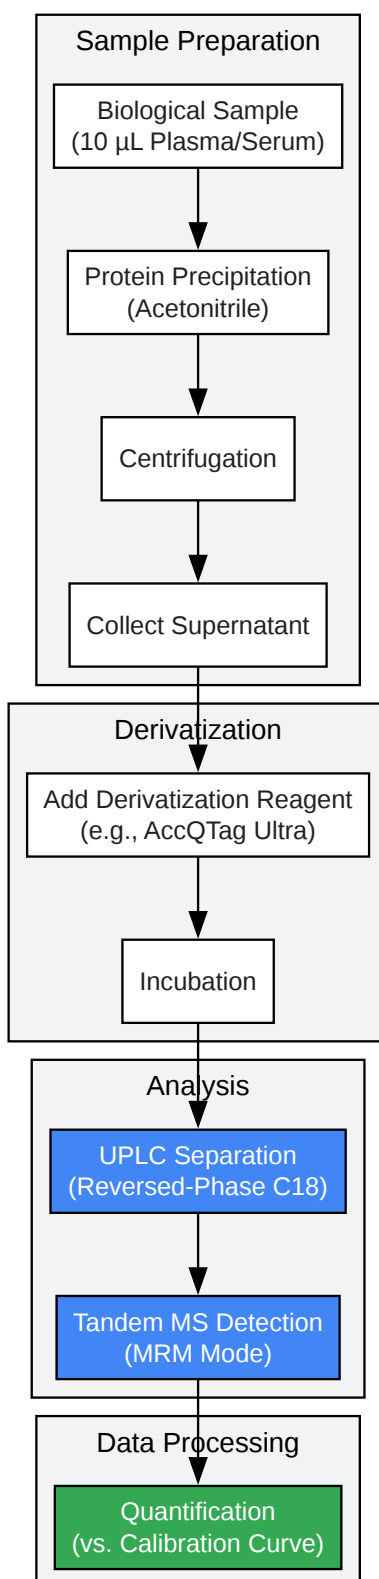 Sample Preparation
Biological Sample
(10 µL Plasma/Serum)
Protein Precipitation
(Acetonitrile)
Centrifugation
Collect Supernatant
Derivatization
Add Derivatization Reagent
(e.g., AccQTag Ultra)
Incubation
Analysis
UPLC Separation
(Reversed-Phase C18)
Tandem MS Detection
(MRM Mode)
Data Processing
Quantification
(vs. Calibration Curve)